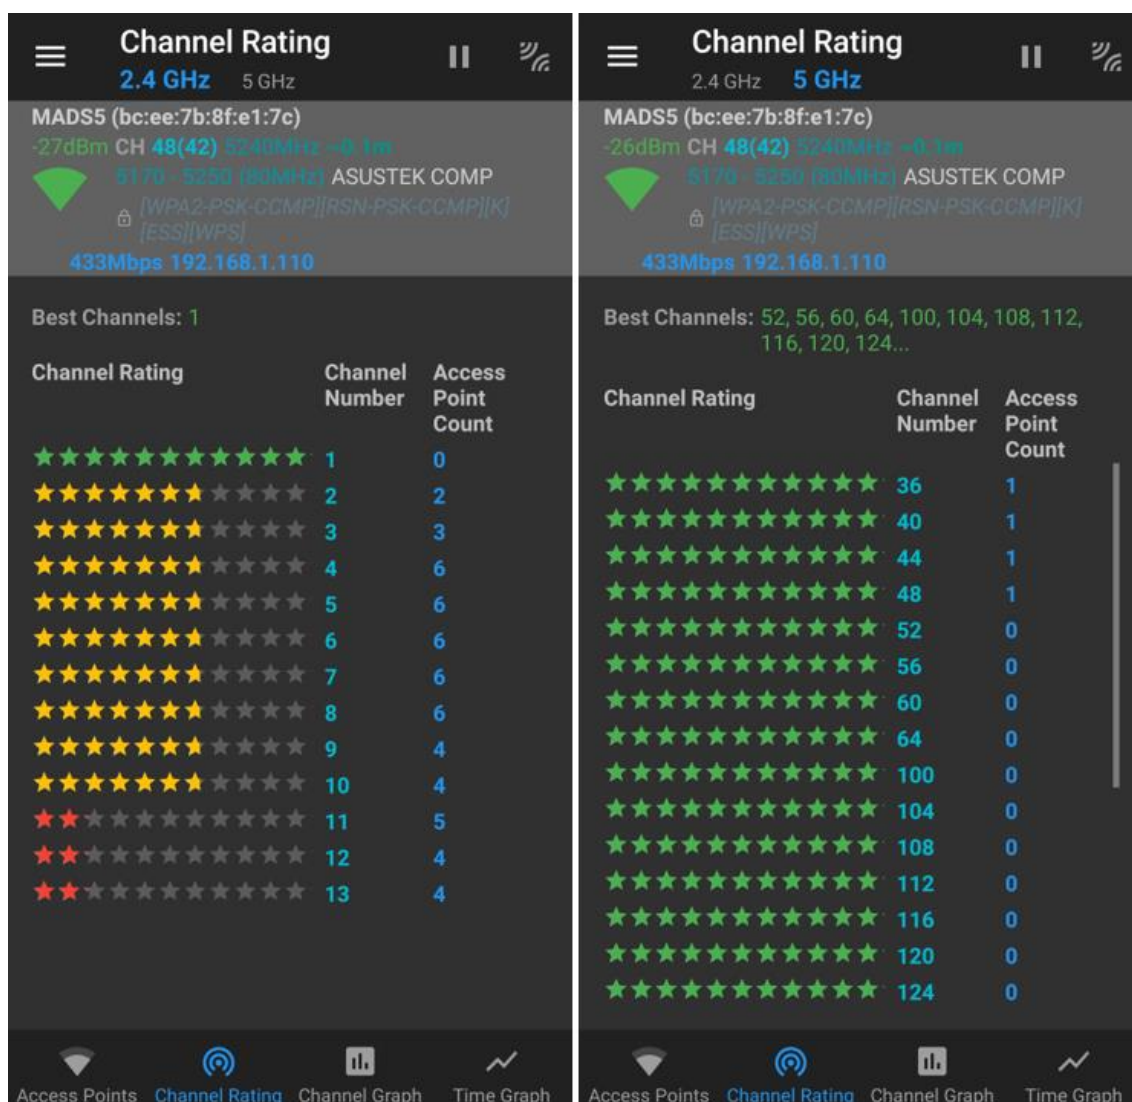 Channel Rating
2.4 GHz 5 GHz
MADS5 (bc:ee:7b:8f:e1:7c)
-27dBm CH 48(42) 5240MHz ~0.1m
5170 - 5250 (80MHz) ASUSTEK COMP
[WPA2-PSK-CCMP][RSN-PSK-CCMP][K]
[ESS][WPS]
433Mbps 192.168.1.110
Best Channels: 1
Channel Rating Channel Access
Number Point
Count
1 0
2 2
3 3
4 6
5 6
6 6
7 6
8 6
9 4
10 4
11 5
12 4
13 4
Access Points Channel Rating Channel Graph Time Graph
Channel Rating
2.4 GHz 5 GHz
MADS5 (bc:ee:7b:8f:e1:7c)
-26dBm CH 48(42) 5240MHz ~0.1m
5170 - 5250 (80MHz) ASUSTEK COMP
[WPA2-PSK-CCMP][RSN-PSK-CCMP][K]
[ESS][WPS]
433Mbps 192.168.1.110
Best Channels: 52, 56, 60, 64, 100, 104, 108, 112,
116, 120, 124...
Channel Rating Channel Access
Number Point
Count
36 1
40 1
44 1
48 1
52 0
56 0
60 0
64 0
100 0
104 0
108 0
112 0
116 0
120 0
124 0
Access Points Channel Rating Channel Graph Time Graph